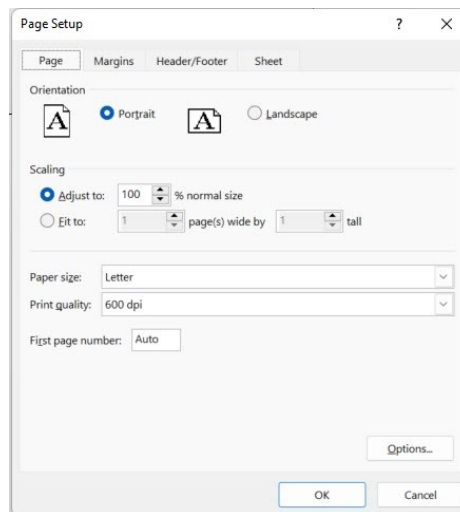 Page Setup ? ×
Page Margins Header/Footer Sheet
Orientation
A Portrait A Landscape
Scaling
Adjust to: 100 % normal size
Fit to: 1 page(s) wide by 1 tall
Paper size: Letter
Print quality: 600 dpi
First page number: Auto
Options...
OK Cancel